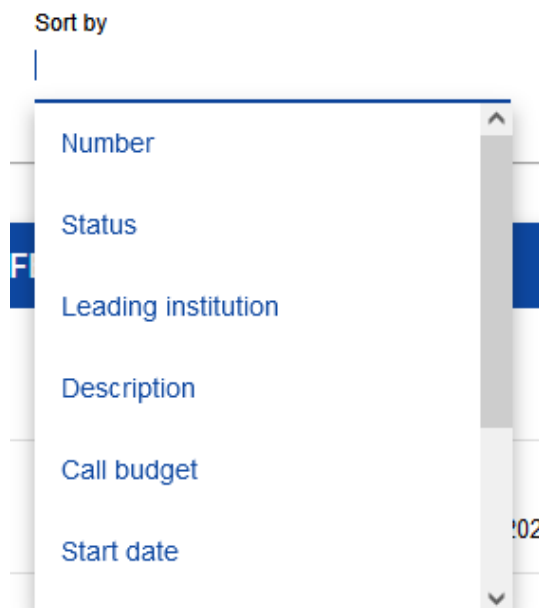 Sort by
Number
Status
Leading institution
Description
Call budget
Start date